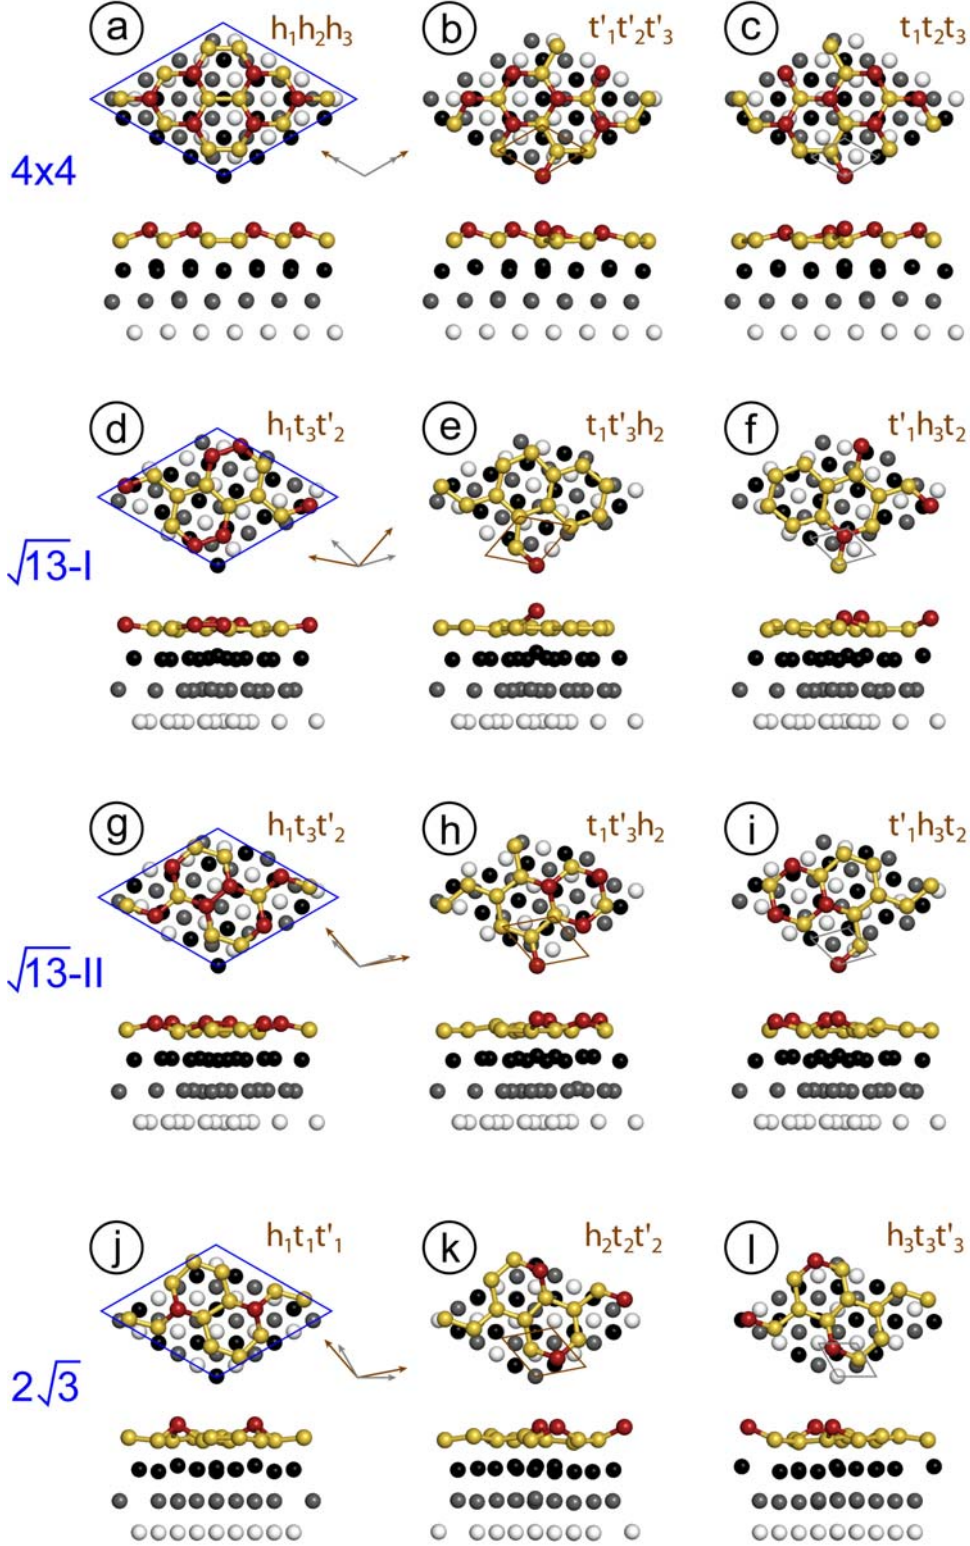 a h₁h₂h₃
b t'₁t'₂t'₃
c t₁t₂t₃
4x4
d h₁t₃t'₂
e t₁t'₃h₂
f t'₁h₃t₂
√13-I
g h₁t₃t'₂
h t₁t'₃h₂
i t'₁h₃t₂
√13-II
j h₁t₁t'₁
k h₂t₂t'₂
l h₃t₃t'₃
2√3